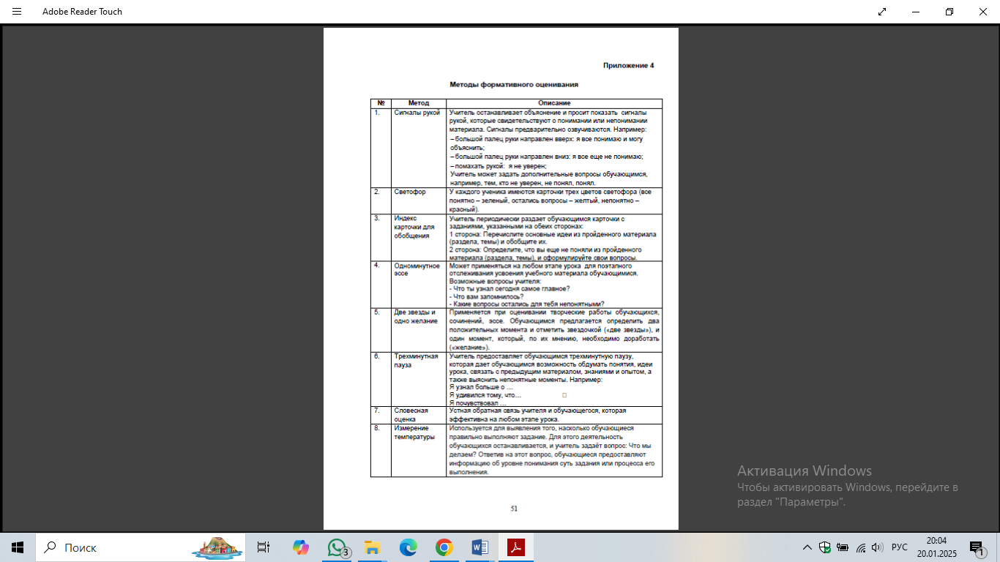 Adobe Reader Touch
Приложение 4
Методы формативного оценивания
№ Метод Описание
1. Сигналы рукой Учитель останавливает объяснение и просит показать сигналы
рукой, которые свидетельствуют о понимании или непонимании
материала. Сигналы предварительно озвучиваются. Например:
– большой палец руки направлен вверх: я все понимаю и могу
объяснить;
– большой палец руки направлен вниз: я все еще не понимаю;
– помахать рукой: я не уверен;
Учитель может задать дополнительные вопросы обучающимся,
например, тем, кто не уверен, не понял, понял.
2. Светофор У каждого ученика имеются карточки трех цветов светофора (все
понятно – зеленый, остались вопросы – желтый, непонятно –
красный).
3. Индекс Учитель периодически раздает обучающимся карточки с
карточки для заданиями, указанными на обеих сторонах:
обобщения 1 сторона: Перечислите основные идеи из пройденного материала
(раздела, темы) и обобщите их.
2 сторона: Определите, что вы еще не поняли из пройденного
материала (раздела, темы), и сформулируйте свои вопросы.
4. Одноминутное Может применяться на любом этапе урока для поэтапного
эссе отслеживания усвоения учебного материала обучающимися.
Возможные вопросы учителя:
- Что ты узнал сегодня самое главное?
- Что вам запомнилось?
- Какие вопросы остались для тебя непонятными?
5. Две звезды и Применяется при оценивании творческие работы обучающихся,
одно желание сочинений, эссе. Обучающимся предлагается определить два
положительных момента и отметить звездочкой («две звезды»), и
один момент, который, по их мнению, необходимо доработать
(«желание»).
6. Трехминутная Учитель предоставляет обучающимся трехминутную паузу,
пауза которая дает обучающимся возможность обдумать понятия, идеи
урока, связать с предыдущим материалом, знаниями и опытом, а
также выяснить непонятные моменты. Например:
Я узнал больше о …
Я удивился тому, что…
Я почувствовал …
7. Словесная Устная обратная связь учителя и обучающегося, которая
оценка эффективна на любом этапе урока.
8. Измерение Используется для выявления того, насколько обучающиеся
температуры правильно выполняют задание. Для этого деятельность
обучающихся останавливается, и учитель задаёт вопрос: Что мы
делаем? Ответив на этот вопрос, обучающиеся предоставляют
информацию об уровне понимания суть задания или процесса его
выполнения.
51
Активация Windows
Чтобы активировать Windows, перейдите в
раздел "Параметры".
Поиск
3
РУС
20:04
20.01.2025
1